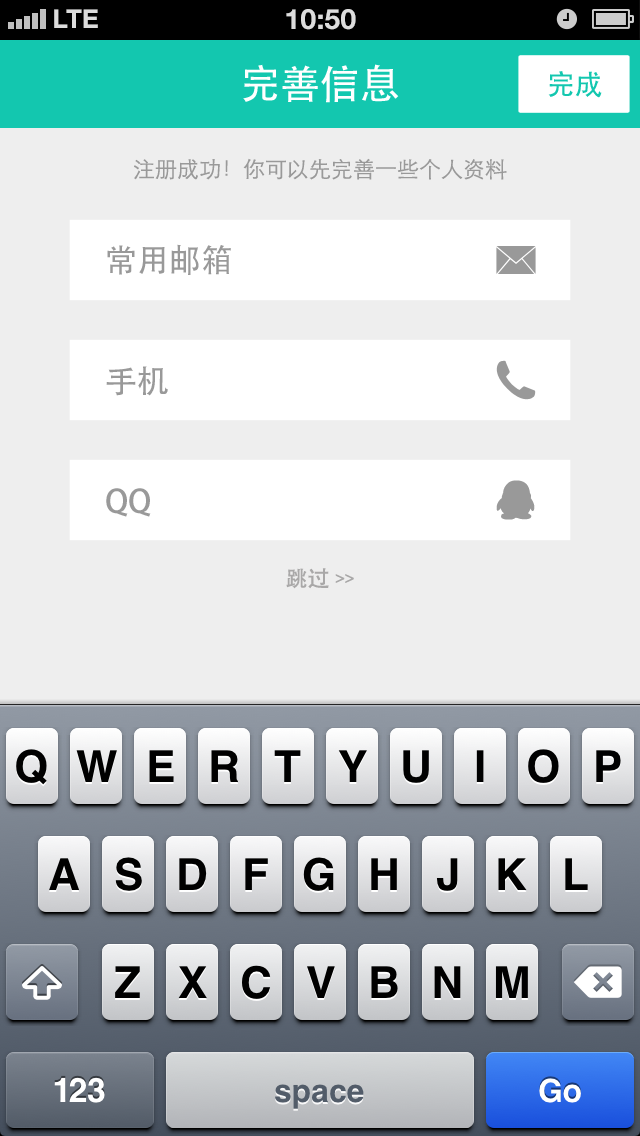 LTE 10:50
完善信息 完成
注册成功！你可以先完善一些个人资料
常用邮箱
手机
QQ
跳过 >>
Q W E R T Y U I O P
A S D F G H J K L
Z X C V B N M
123 space Go